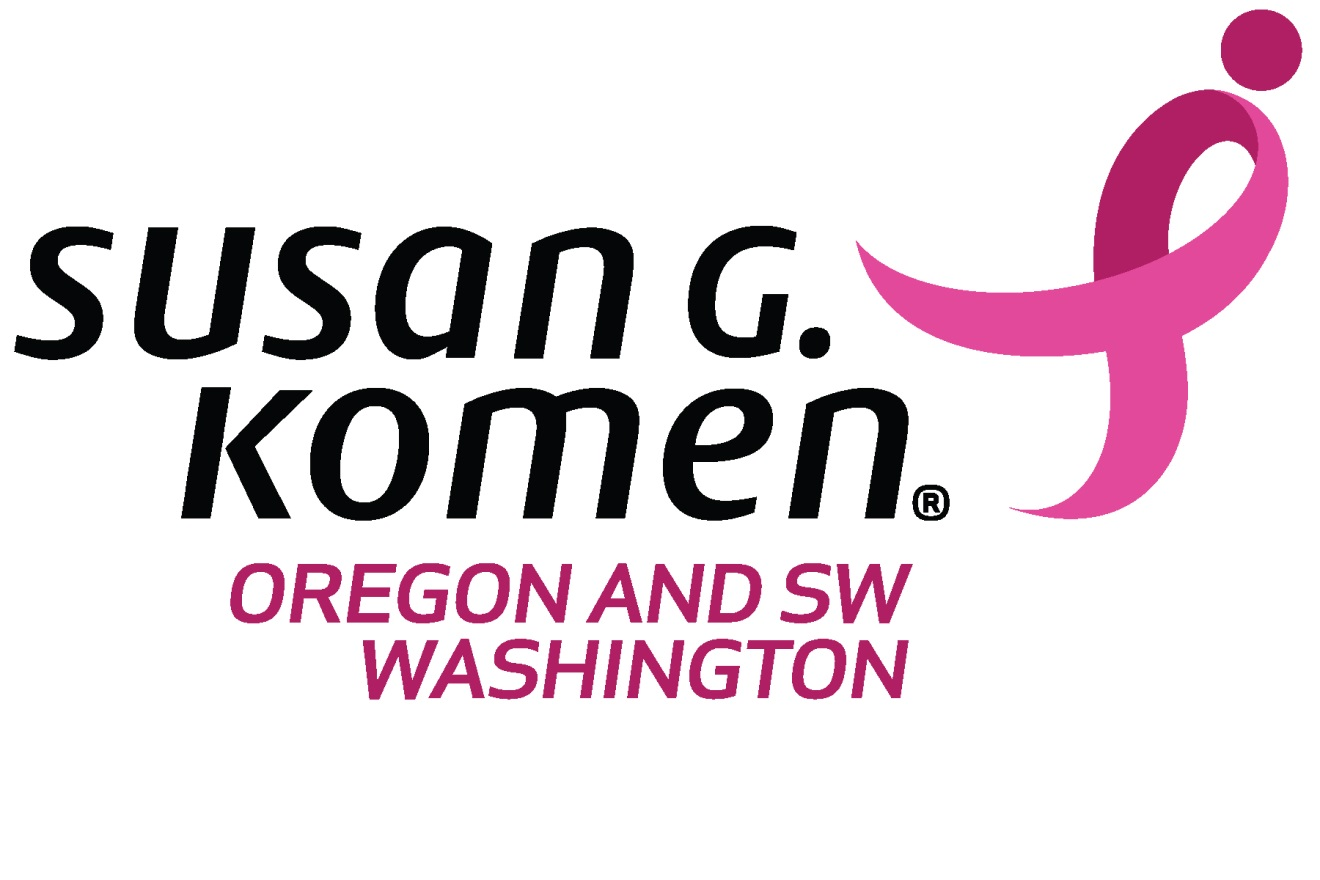 susan G.
komen®
OREGON AND SW
WASHINGTON